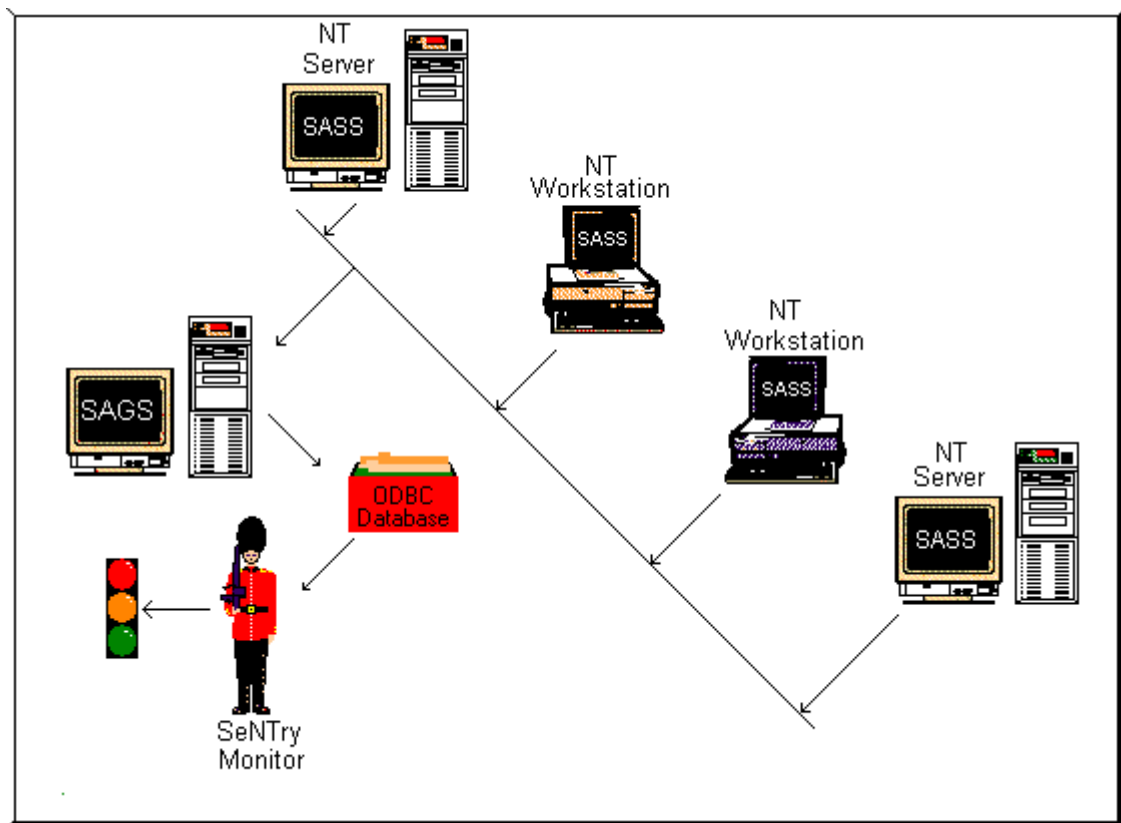 NT
Server
SASS
NT
Workstation
SASS
NT
Workstation
SASS
SAGS
NT
Server
SASS
ODBC
Database
SeNTry
Monitor